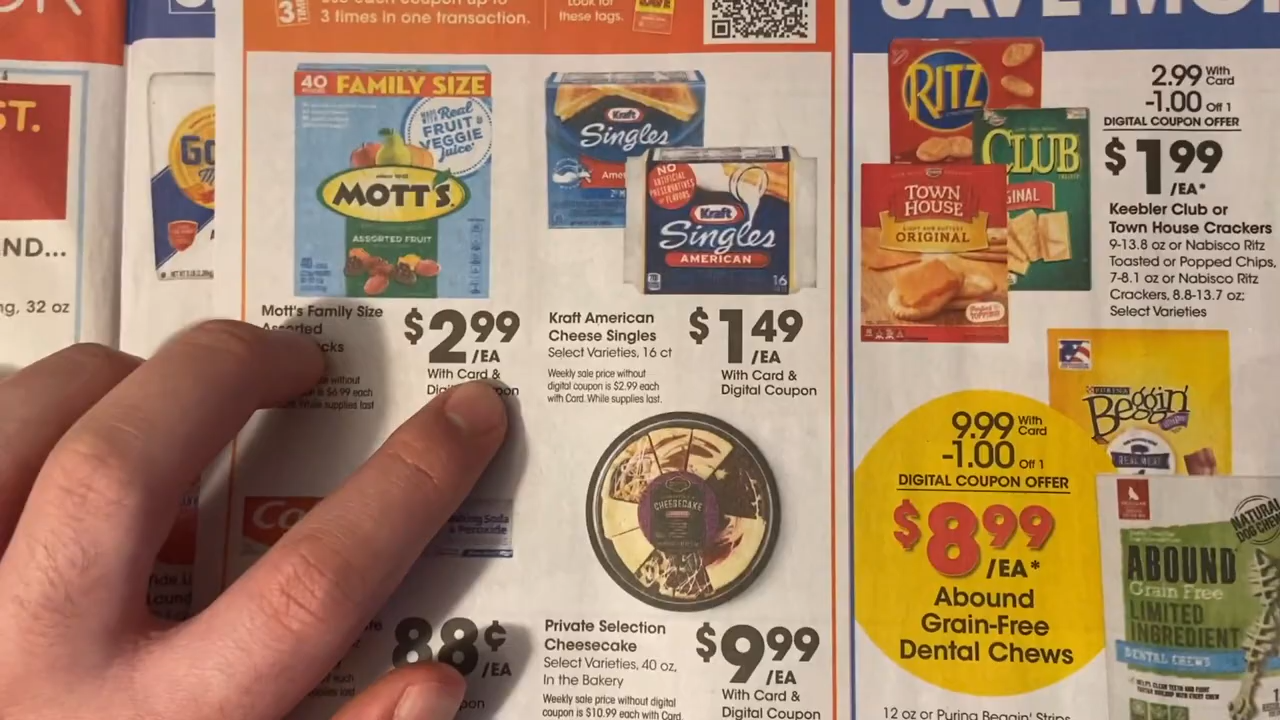 3 times in one transaction.
these tags.
ST.
ND...
ng, 32 oz
40
FAMILY SIZE
Real
FRUIT &
VEGGIE
Juice
MOTT'S
ASSORTED FRUIT
Mott's Family Size
Assorted
$2.99
/EA
With Card &
Kraft
Singles
NO
ARTIFICIAL
PRESERVATIVES
FLAVORS
Kraft
Singles
AMERICAN
16
Kraft American
Cheese Singles
Select Varieties, 16 ct
Weekly sale price without
digital coupon is $2.99 each
with Card. While supplies last.
$1.49
/EA
With Card &
Digital Coupon
Soda
Peroxide
88¢
/EA
CHEESECAKE
Private Selection
Cheesecake
Select Varieties, 40 oz,
In the Bakery
Weekly sale price without digital
coupon is $10.99 each with Card.
$9.99
/EA
With Card &
Digital Coupon
RITZ
CLUB
TOWN
HOUSE
ORIGINAL
2.99 With Card
-1.00 Off 1
DIGITAL COUPON OFFER
$1.99
/EA*
Keebler Club or
Town House Crackers
9-13.8 oz or Nabisco Ritz
Toasted or Popped Chips,
7-8.1 oz or Nabisco Ritz
Crackers, 8.8-13.7 oz;
Select Varieties
PURINA
Beggin'
REAL MEAT
9.99 With Card
-1.00 Off 1
DIGITAL COUPON OFFER
$8.99
/EA*
Abound
Grain-Free
Dental Chews
NATURAL
ABOUND
Grain Free
LIMITED
INGREDIENT
DENTAL CHEWS
12 oz or Purina Beggin' Strips